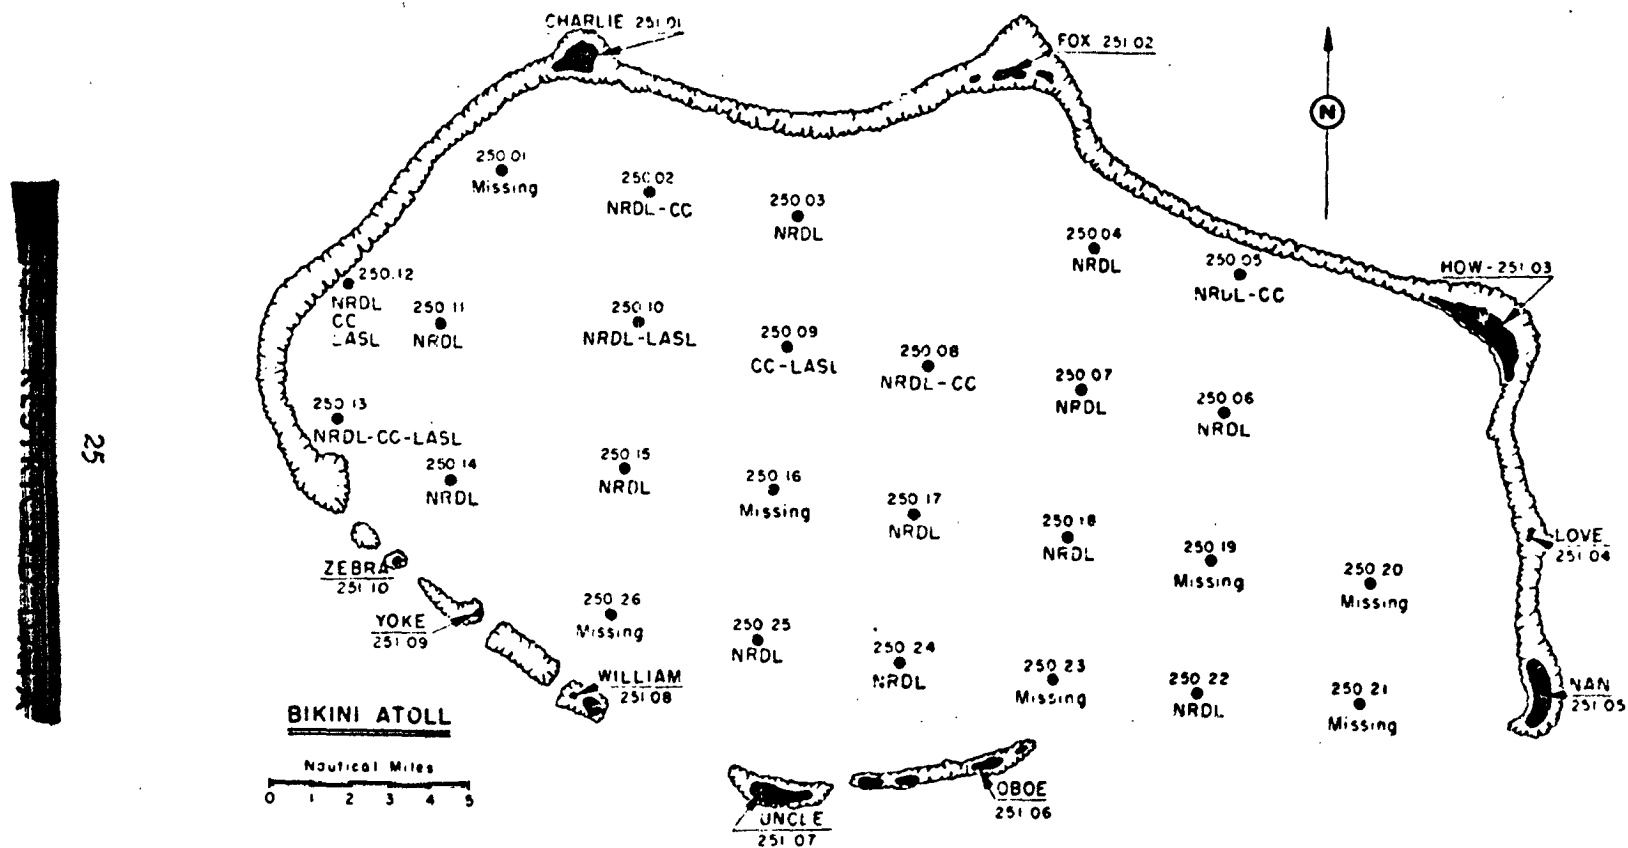 CHARLIE 251.01
FOX 251.02
N
250.01
Missing
250.02
NRDL-CC
250.03
NRDL
250.04
NRDL
250.05
NRDL-CC
HOW-251.03
250.12
NRDL
CC
LASL
250.11
NRDL
250.10
NRDL-LASL
250.09
CC-LASL
250.08
NRDL-CC
250.07
NRDL
250.06
NRDL
250.13
NRDL-CC-LASL
250.14
NRDL
250.15
NRDL
250.16
Missing
250.17
NRDL
250.18
NRDL
250.19
Missing
250.20
Missing
LOVE
251.04
25
ZEBRA
251.10
YOKE
251.09
250.26
Missing
250.25
NRDL
250.24
NRDL
250.23
Missing
250.22
NRDL
250.21
Missing
NAN
251.05
WILLIAM
251.08
BIKINI ATOLL
Nautical Miles
0 1 2 3 4 5
UNCLE
251.07
OBOE
251.06